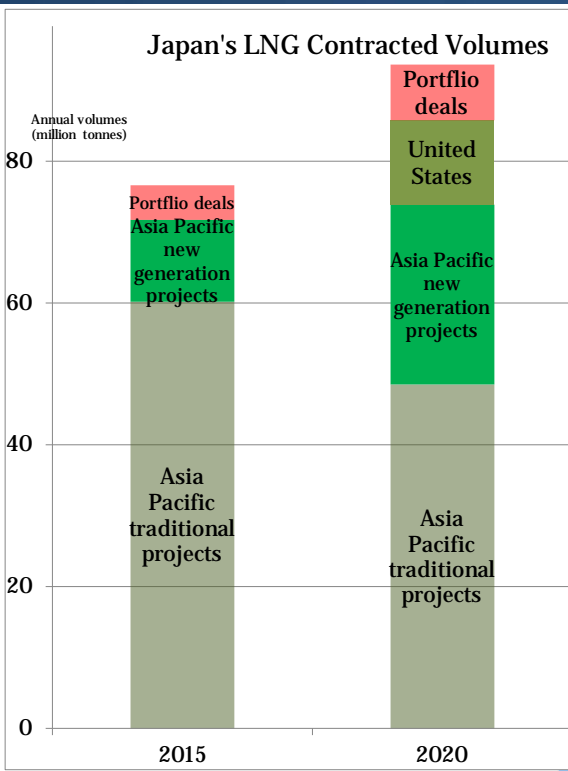 Japan's LNG Contracted Volumes
Annual volumes
(million tonnes)
80
60
40
20
0
Portflio deals
Asia Pacific
new
generation
projects
Asia
Pacific
traditional
projects
Portflio
deals
United
States
Asia Pacific
new
generation
projects
Asia
Pacific
traditional
projects
2015
2020